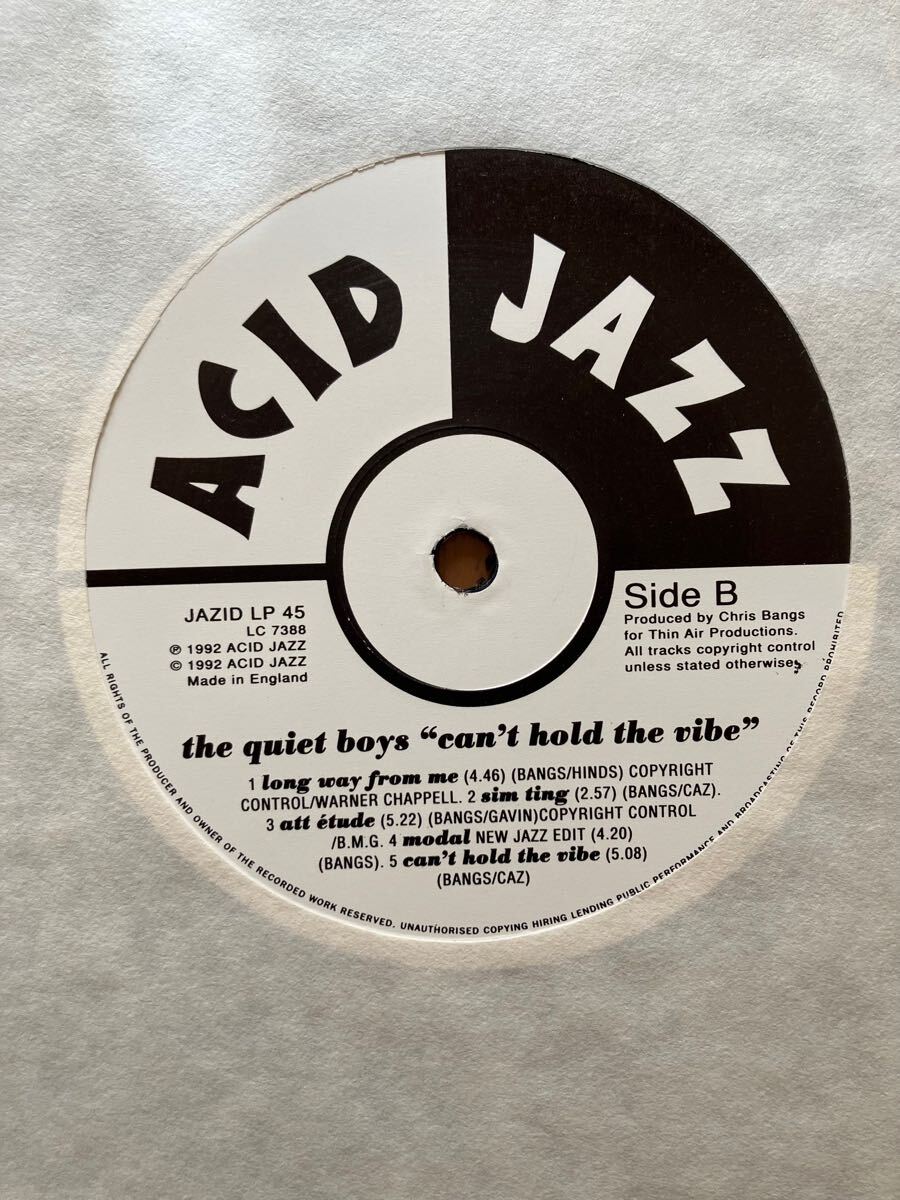 ACID JAZZ
JAZID LP 45
LC 7388
℗ 1992 ACID JAZZ
© 1992 ACID JAZZ
Made in England
Side B
Produced by Chris Bangs
for Thin Air Productions.
All tracks copyright control
unless stated otherwise,
the quiet boys “can't hold the vibe”
1 long way from me (4.46) (BANGS/HINDS) COPYRIGHT
CONTROL/WARNER CHAPPELL. 2 sim ting (2.57) (BANGS/CAZ).
3 att étude (5.22) (BANGS/GAVIN)COPYRIGHT CONTROL
/B.M.G. 4 modal NEW JAZZ EDIT (4.20)
(BANGS). 5 can't hold the vibe (5.08)
(BANGS/CAZ)
ALL RIGHTS OF THE PRODUCER AND OWNER OF THE RECORDED WORK RESERVED. UNAUTHORISED COPYING HIRING LENDING PUBLIC PERFORMANCE AND BROADCASTING OF THIS RECORD PROHIBITED